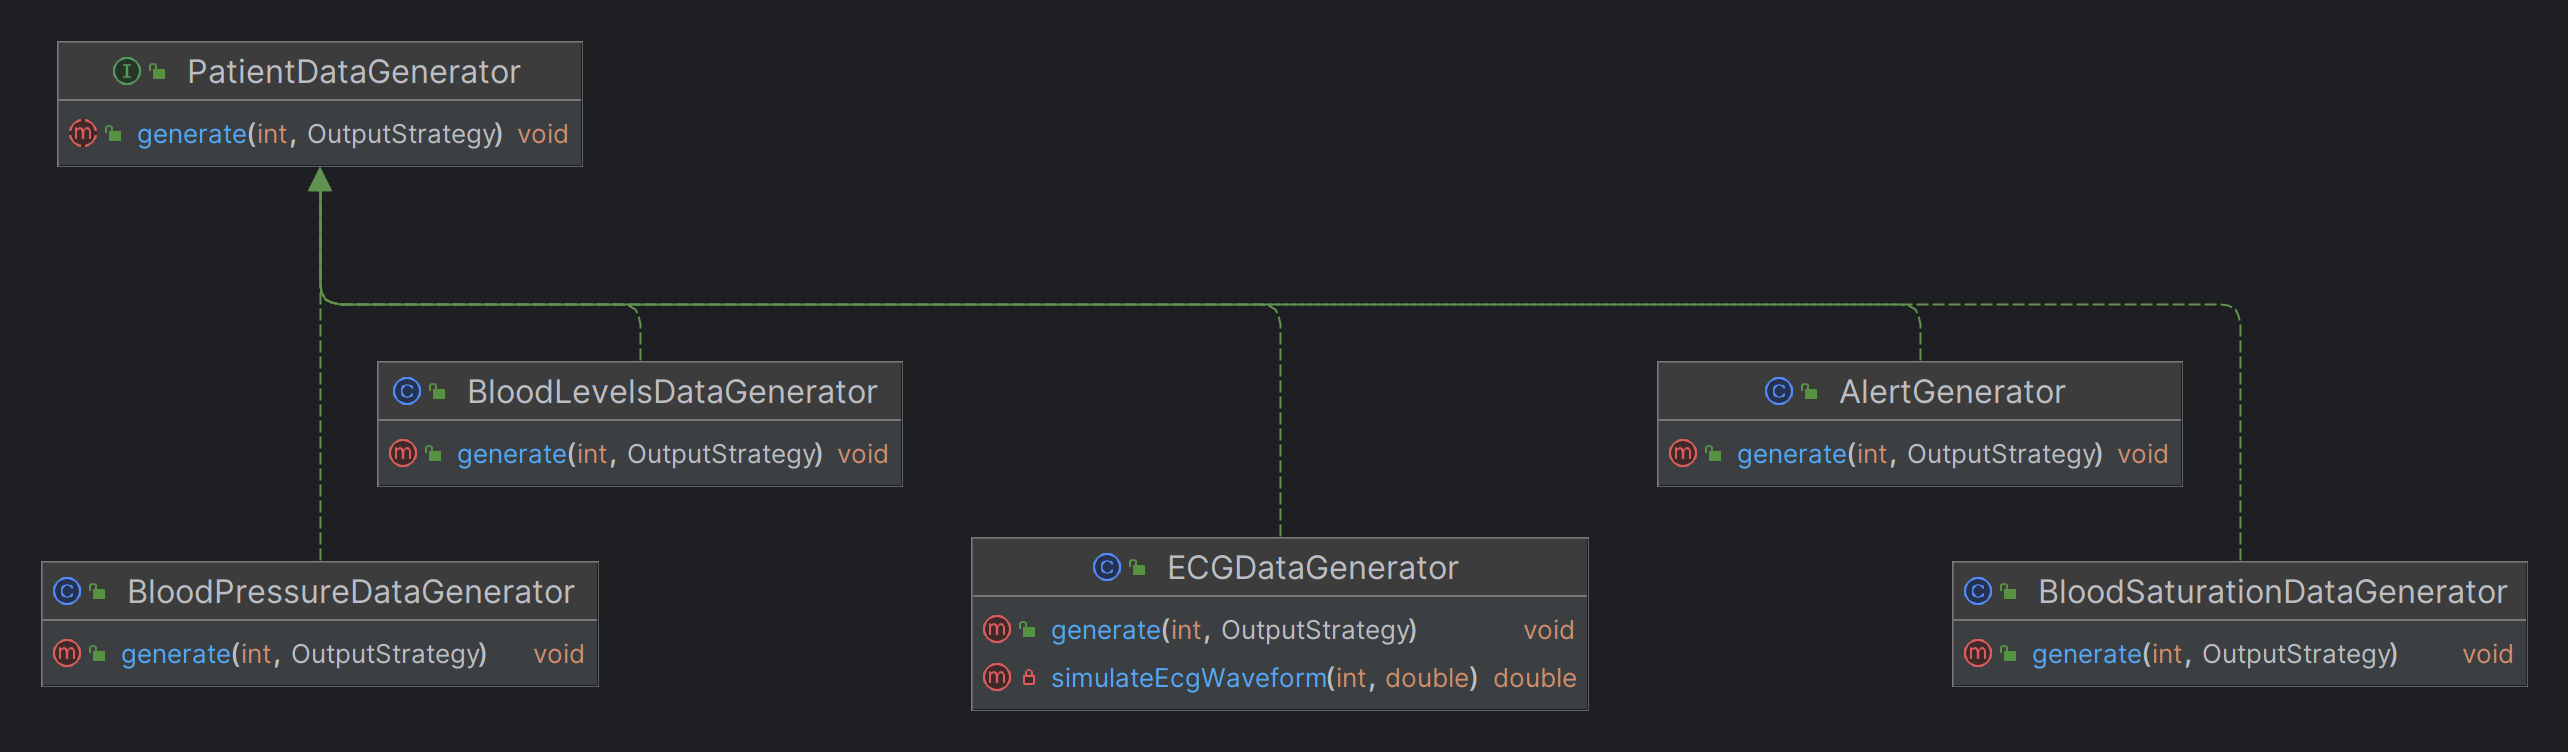 PatientDataGenerator
generate(int, OutputStrategy) void
BloodLevelsDataGenerator
generate(int, OutputStrategy) void
AlertGenerator
generate(int, OutputStrategy) void
BloodPressureDataGenerator
generate(int, OutputStrategy) void
ECGDataGenerator
generate(int, OutputStrategy) void
simulateEcgWaveform(int, double) double
BloodSaturationDataGenerator
generate(int, OutputStrategy) void